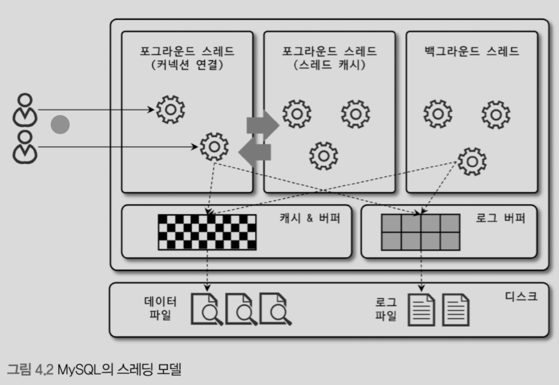 포그라운드 스레드
(커넥션 연결)
포그라운드 스레드
(스레드 캐시)
백그라운드 스레드
캐시 & 버퍼
로그 버퍼
데이터
파일
로그
파일
디스크
그림 4.2 MySQL의 스레딩 모델